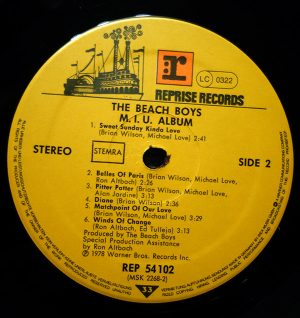 r
LC 0322
REPRISE RECORDS
THE BEACH BOYS
M.I.U. ALBUM
1. Sweet Sunday Kinda Love
(Brian Wilson, Michael Love) 2:41
STEREO
STEMRA
SIDE 2
2. Belles Of Paris (Brian Wilson, Michael Love,
Ron Altbach) 2:26
3. Pitter Patter (Brian Wilson, Michael Love,
Alan Jardine) 3:12
4. Diane (Brian Wilson) 2:46
5. Matchpoint Of Our Love
(Brian Wilson, Michael Love) 3:29
6. Winds Of Change
(Ron Altbach, Ed Tuleja) 3:11
Produced by The Beach Boys
Special Production Assistance
by Ron Altbach
℗ 1978 Warner Bros. Records Inc.
REP 54102
(MSK 2268-2)
33